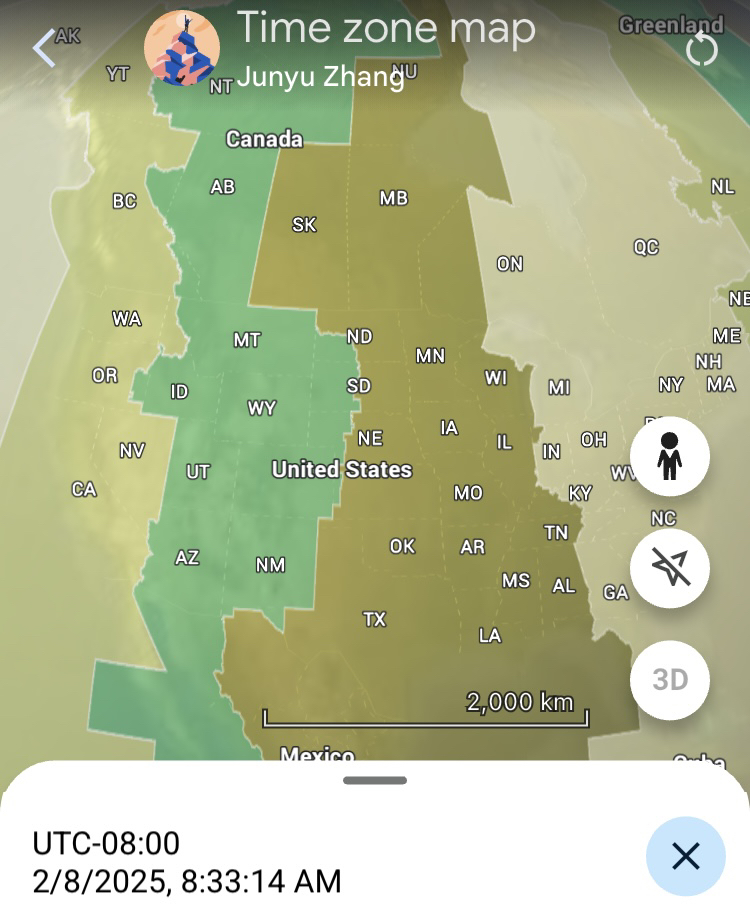 AK
Time zone map
Greenland
YT
NT
Junyu Zhang
NU
Canada
AB
NL
BC
MB
SK
QC
ON
WA
MT
ND
ME
MN
NH
OR
ID
SD
WI
MI
NY
MA
WY
NV
NE
IA
IL
IN
OH
UT
United States
CA
MO
KY
NC
AZ
NM
OK
AR
TN
MS
AL
GA
TX
LA
3D
2,000 km
Mexico
UTC-08:00
2/8/2025, 8:33:14 AM